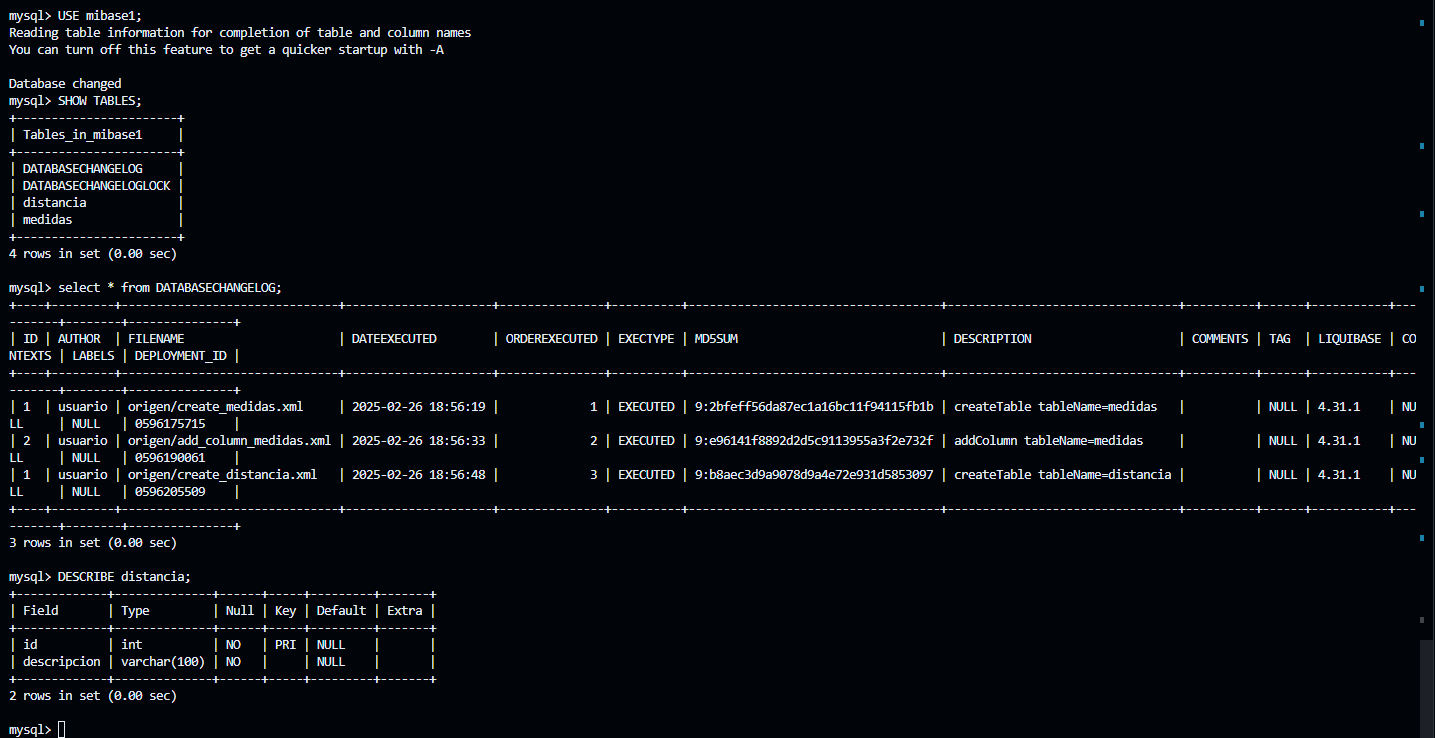 mysql> USE mibase1;
Reading table information for completion of table and column names
You can turn off this feature to get a quicker startup with -A

Database changed
mysql> SHOW TABLES;
+-----------------------+
| Tables_in_mibase1     |
+-----------------------+
| DATABASECHANGELOG     |
| DATABASECHANGELOGLOCK |
| distancia             |
| medidas               |
+-----------------------+
4 rows in set (0.00 sec)

mysql> select * from DATABASECHANGELOG;
+----+---------+-------------------------------+---------------------+---------------+----------+------------------------------------+---------------------------------+----------+------+-----------+---
-------+--------+---------------+
| ID | AUTHOR  | FILENAME                      | DATEEXECUTED        | ORDEREXECUTED | EXECTYPE | MD5SUM                             | DESCRIPTION                     | COMMENTS | TAG  | LIQUIBASE | CO
NTEXTS | LABELS | DEPLOYMENT_ID |
+----+---------+-------------------------------+---------------------+---------------+----------+------------------------------------+---------------------------------+----------+------+-----------+---
-------+--------+---------------+
| 1  | usuario | origen/create_medidas.xml     | 2025-02-26 18:56:19 |             1 | EXECUTED | 9:2bfeff56da87ec1a16bc11f94115fb1b | createTable tableName=medidas   |          | NULL | 4.31.1    | NU
LL     | NULL   | 0596175715    |
| 2  | usuario | origen/add_column_medidas.xml | 2025-02-26 18:56:33 |             2 | EXECUTED | 9:e96141f8892d2d5c9113955a3f2e732f | addColumn tableName=medidas     |          | NULL | 4.31.1    | NU
LL     | NULL   | 0596190061    |
| 1  | usuario | origen/create_distancia.xml   | 2025-02-26 18:56:48 |             3 | EXECUTED | 9:b8aec3d9a9078d9a4e72e931d5853097 | createTable tableName=distancia |          | NULL | 4.31.1    | NU
LL     | NULL   | 0596205509    |
+----+---------+-------------------------------+---------------------+---------------+----------+------------------------------------+---------------------------------+----------+------+-----------+---
-------+--------+---------------+
3 rows in set (0.00 sec)

mysql> DESCRIBE distancia;
+-------------+--------------+------+-----+---------+-------+
| Field       | Type         | Null | Key | Default | Extra |
+-------------+--------------+------+-----+---------+-------+
| id          | int          | NO   | PRI | NULL    |       |
| descripcion | varchar(100) | NO   |     | NULL    |       |
+-------------+--------------+------+-----+---------+-------+
2 rows in set (0.00 sec)

mysql>